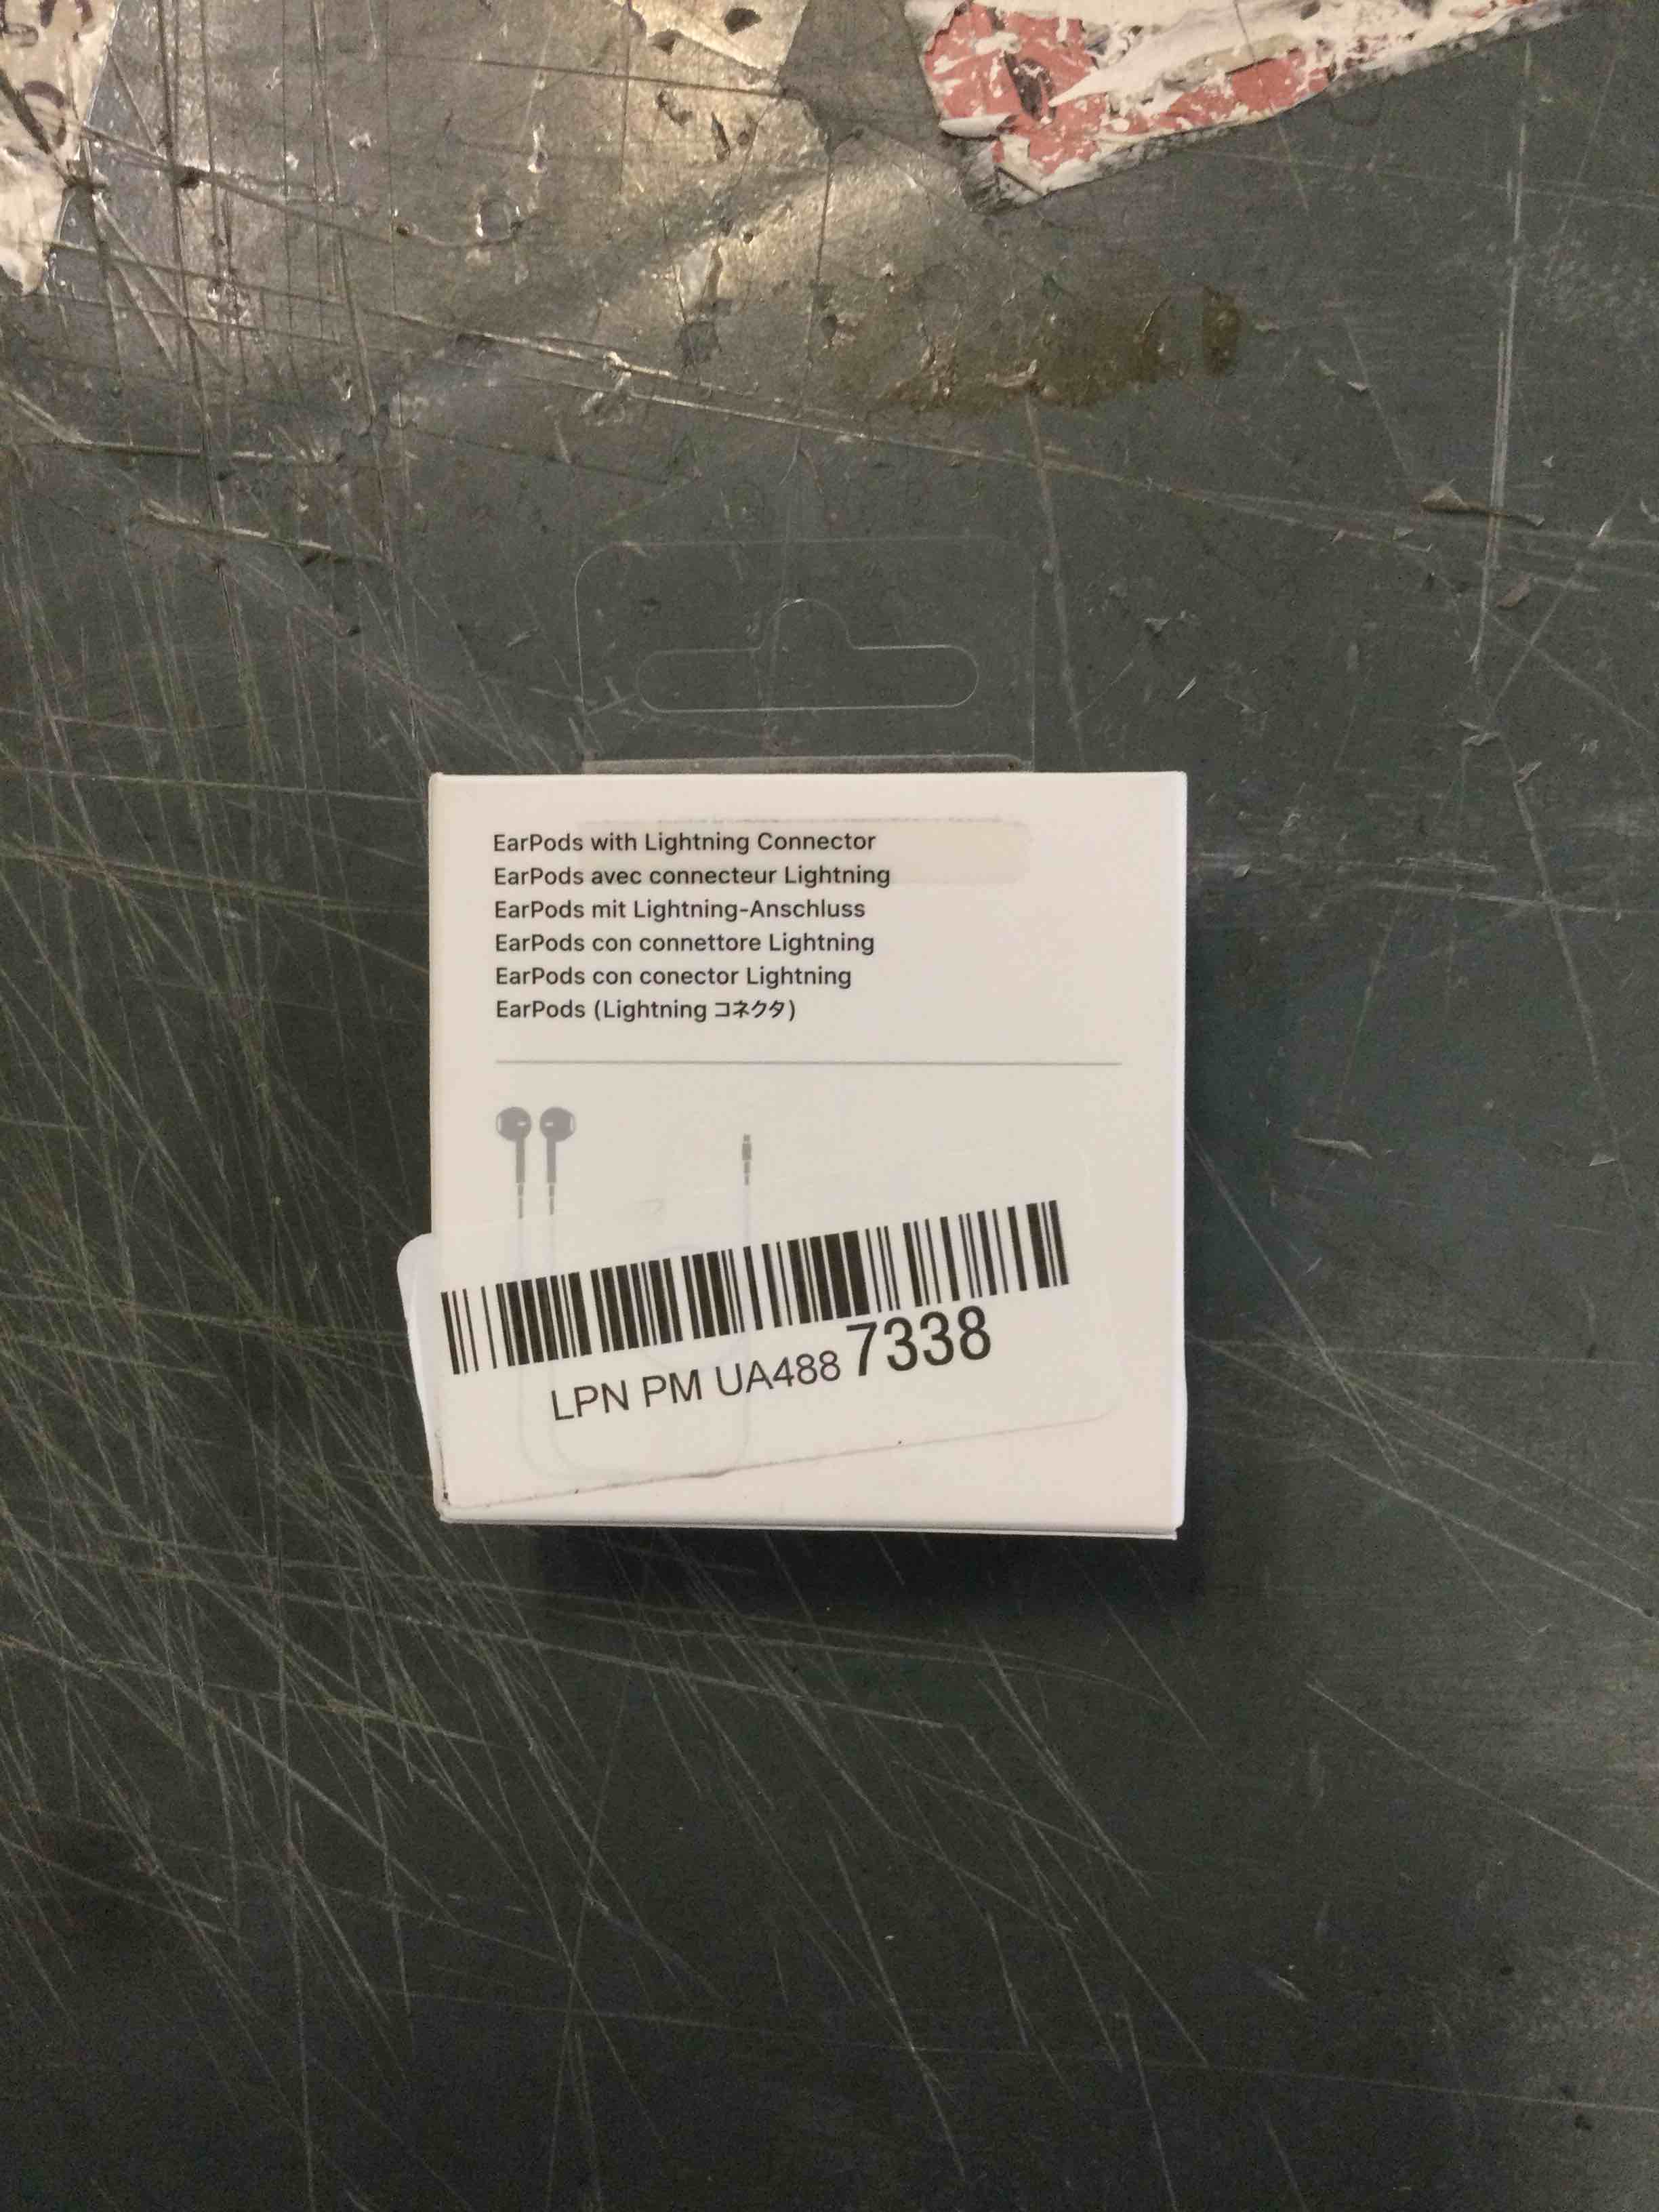 EarPods with Lightning Connector
EarPods avec connecteur Lightning
EarPods mit Lightning-Anschluss
EarPods con connettore Lightning
EarPods con conector Lightning
EarPods (Lightning コネクタ)
LPN PM UA488 7338